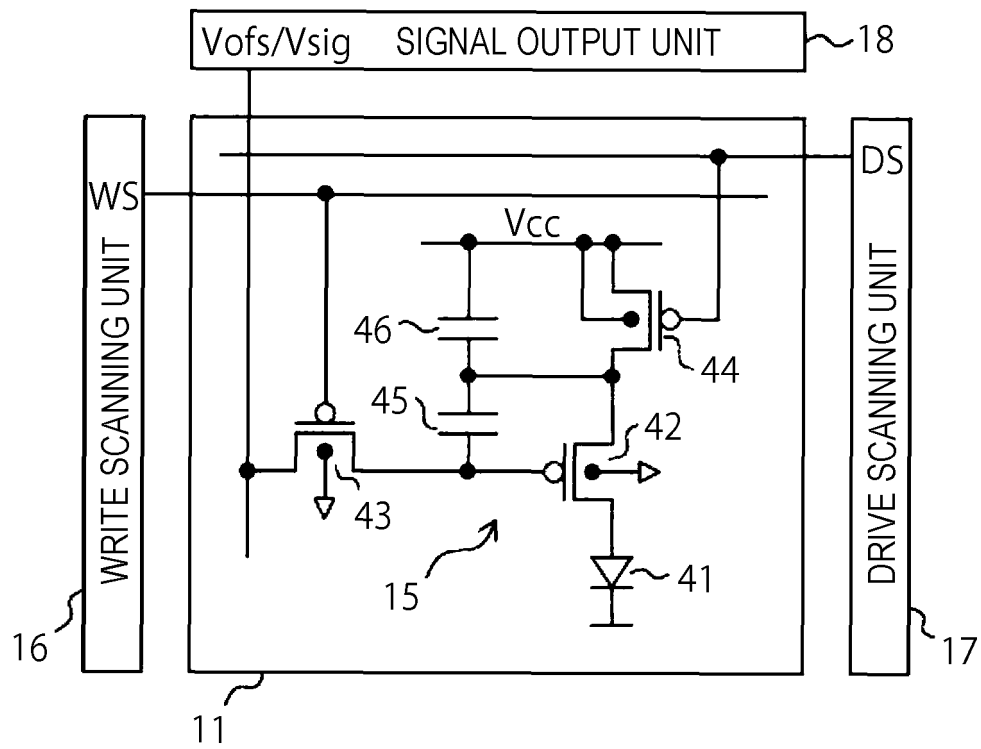 Vofs/Vsig SIGNAL OUTPUT UNIT
18
WS
DS
Vcc
46
44
45
42
43
41
15
WRITE SCANNING UNIT
DRIVE SCANNING UNIT
16
17
11